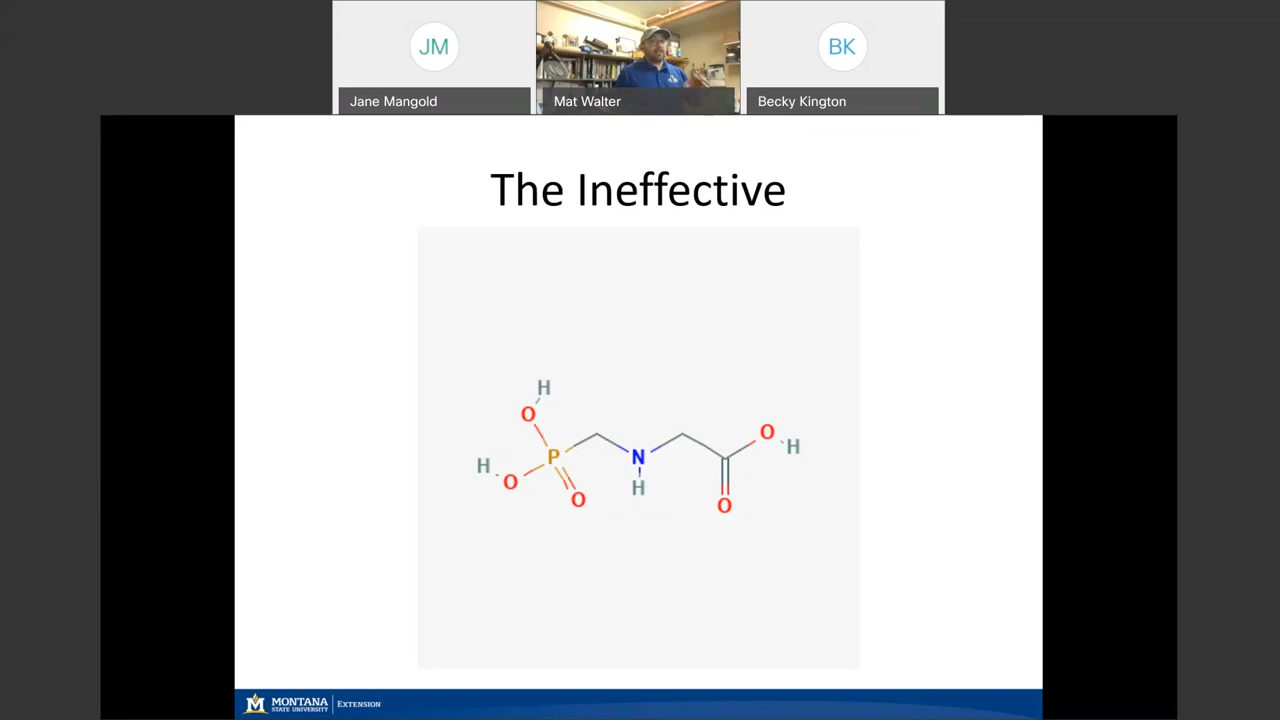 JM
BK
Jane Mangold
Mat Walter
Becky Kington
The Ineffective
H
O
H
O
P
O
N
H
O
H
O
M
MONTANA
STATE UNIVERSITY
EXTENSION